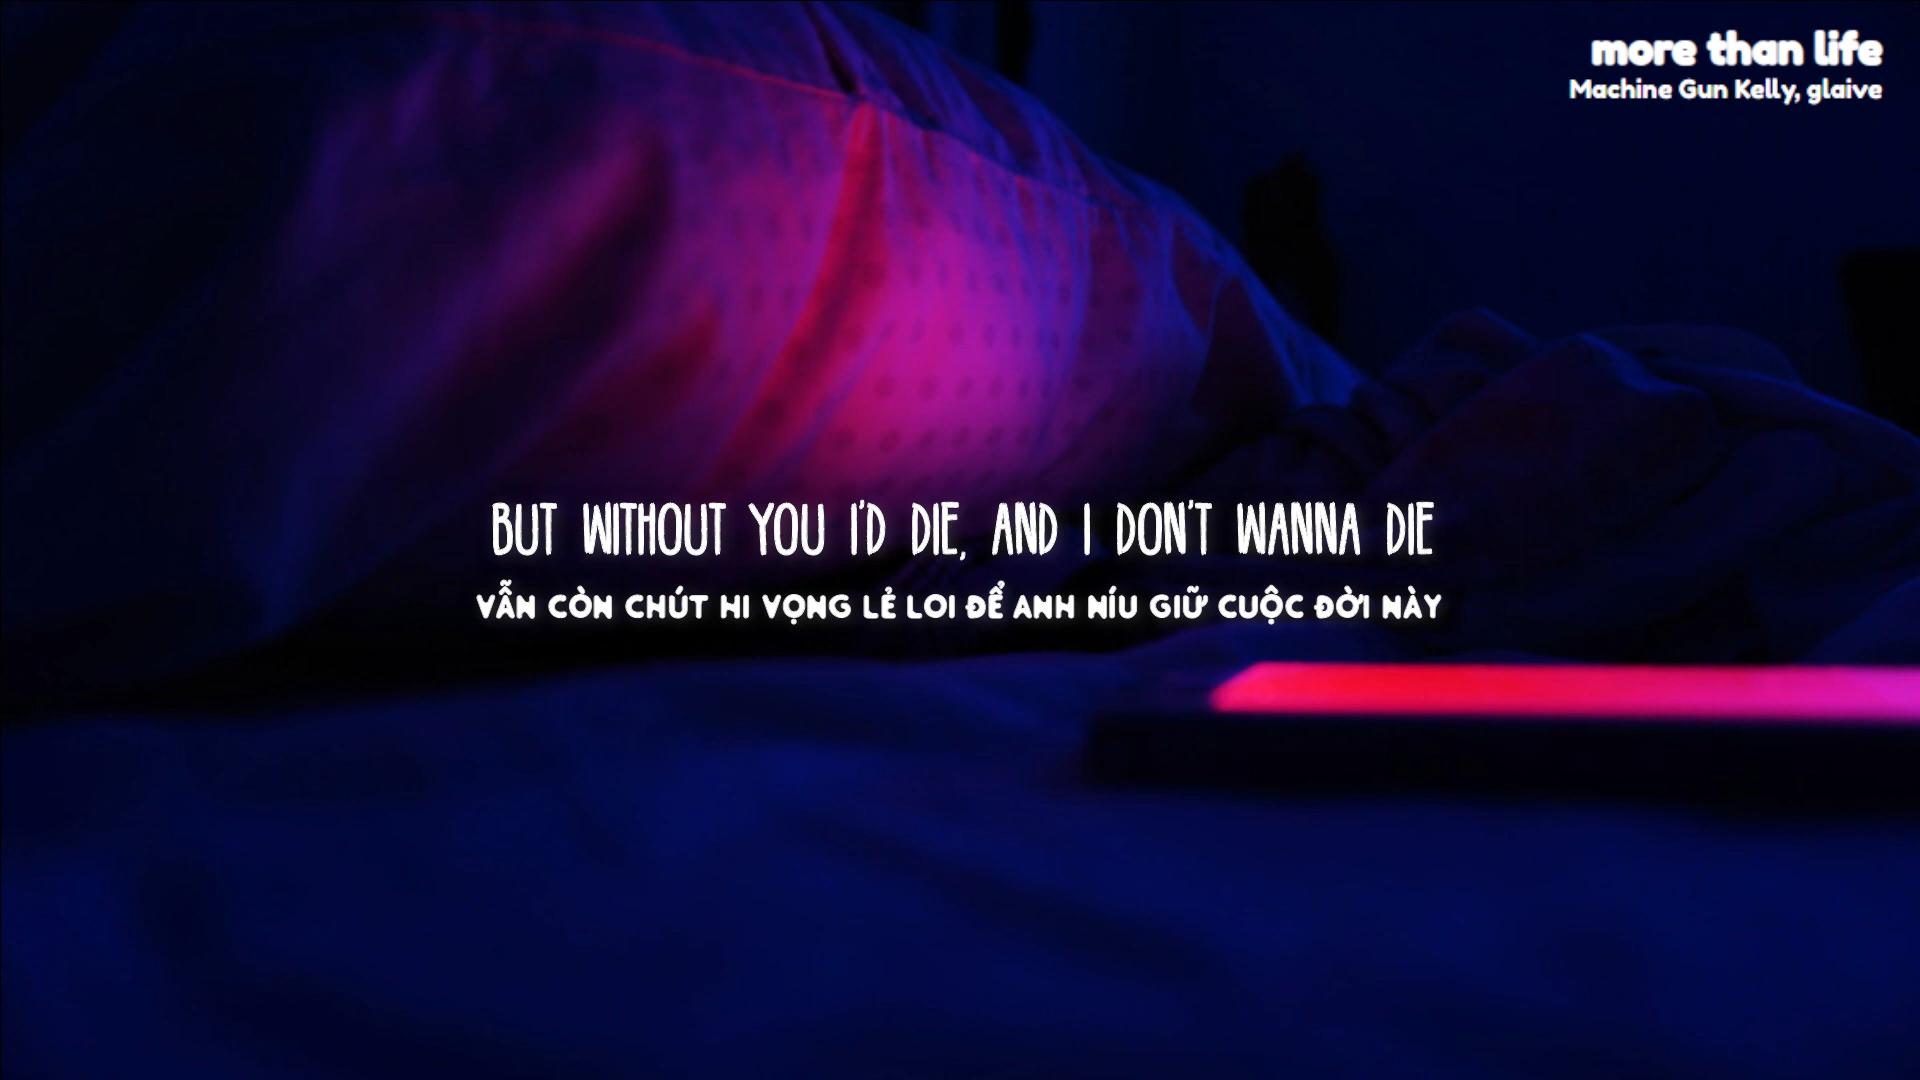 more than life
Machine Gun Kelly, glaive
BUT WITHOUT YOU I'D DIE, AND I DON'T WANNA DIE
VẪN CÒN CHÚT HI VỌNG LẺ LOI ĐỂ ANH NÍU GIỮ CUỘC ĐỜI NÀY